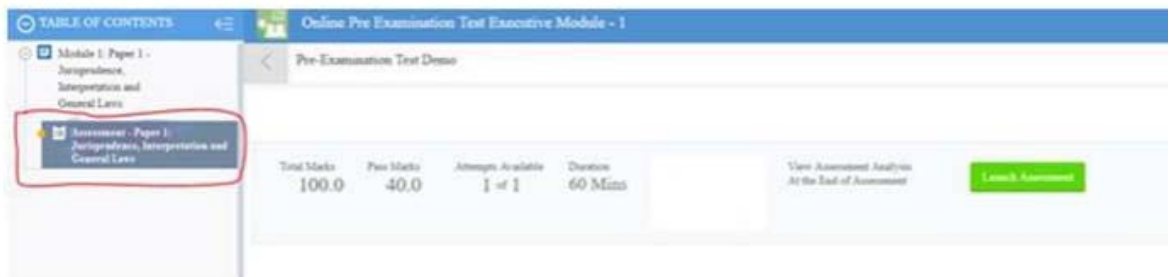 TABLE OF CONTENTS
Online Pre Examination Test Executive Module - 1
Module 1: Paper 1 -
Jurisprudence,
Interpretation and
General Laws
Pre-Examination Test Demo
Assessment - Paper 1:
Jurisprudence, Interpretation and
General Laws
Total Marks
100.0
Pass Marks
40.0
Attempts Available
1 of 1
Duration
60 Mins
View Assessment Analysis
At the End of Assessment
Launch Assessment